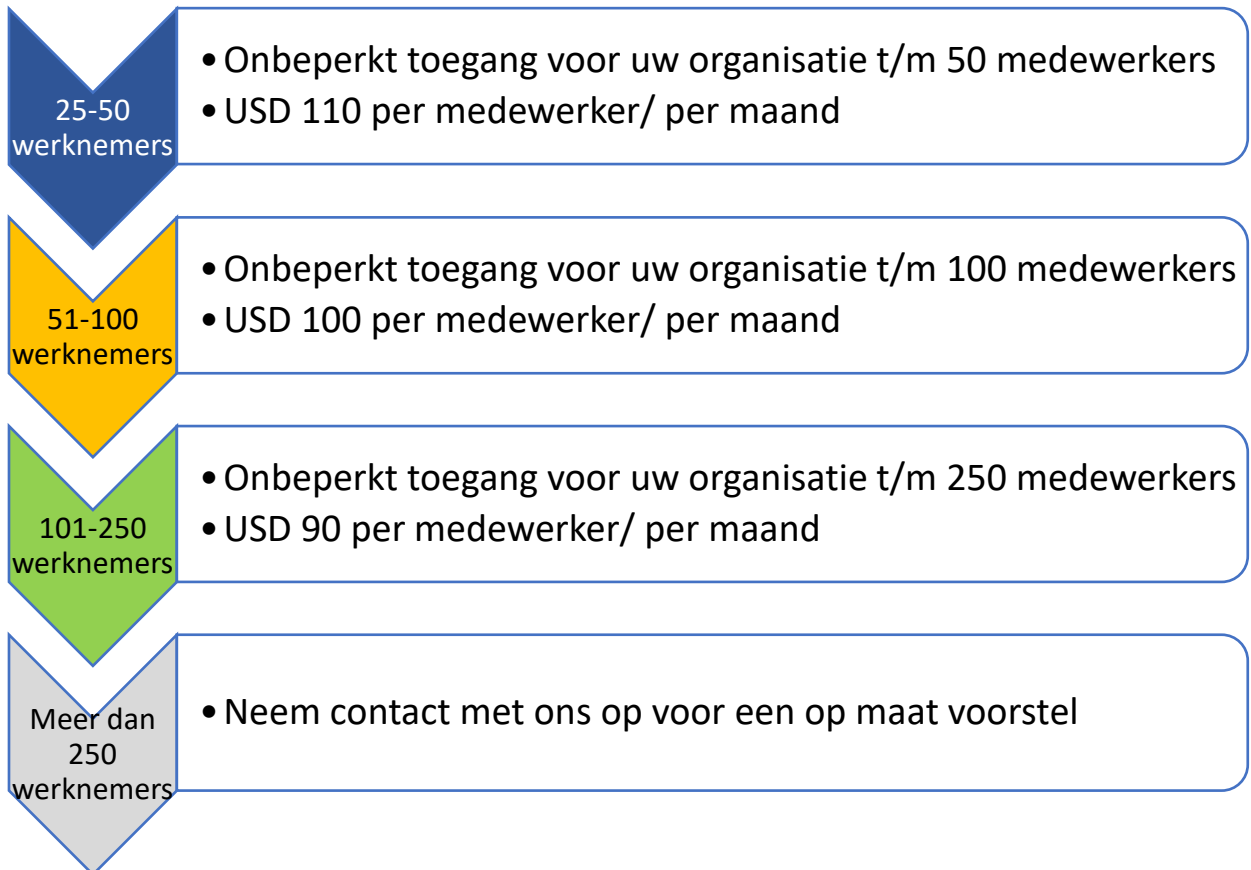 25-50
werknemers
• Onbeperkt toegang voor uw organisatie t/m 50 medewerkers
• USD 110 per medewerker/ per maand
51-100
werknemers
• Onbeperkt toegang voor uw organisatie t/m 100 medewerkers
• USD 100 per medewerker/ per maand
101-250
werknemers
• Onbeperkt toegang voor uw organisatie t/m 250 medewerkers
• USD 90 per medewerker/ per maand
Meer dan
250
werknemers
• Neem contact met ons op voor een op maat voorstel